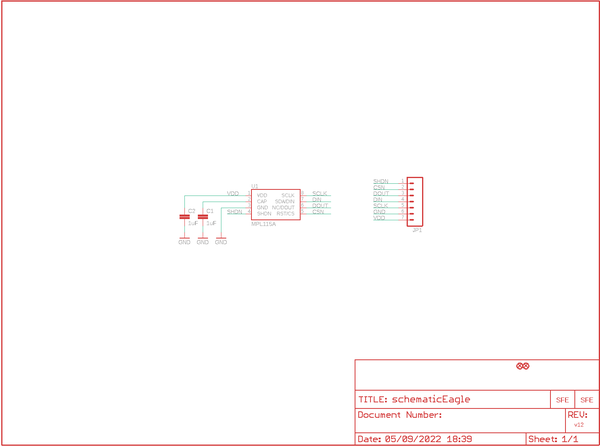 U1
VDD
SCLK
VDD SCLK
CAP SDI/DIN
DIN
GND NC/DOUT
DOUT
SHDN
SHDN RST/CS
CSN
MPL115A
C2
1uF
C1
1uF
GND GND GND
SHDN 1
CSN 2
DOUT 3
DIN 4
SCLK 5
GND 6
VDD 7
JP1
TITLE: schematicEagle
SFE SFE
Document Number:
REV:
v12
Date: 05/09/2022 18:39
Sheet: 1/1